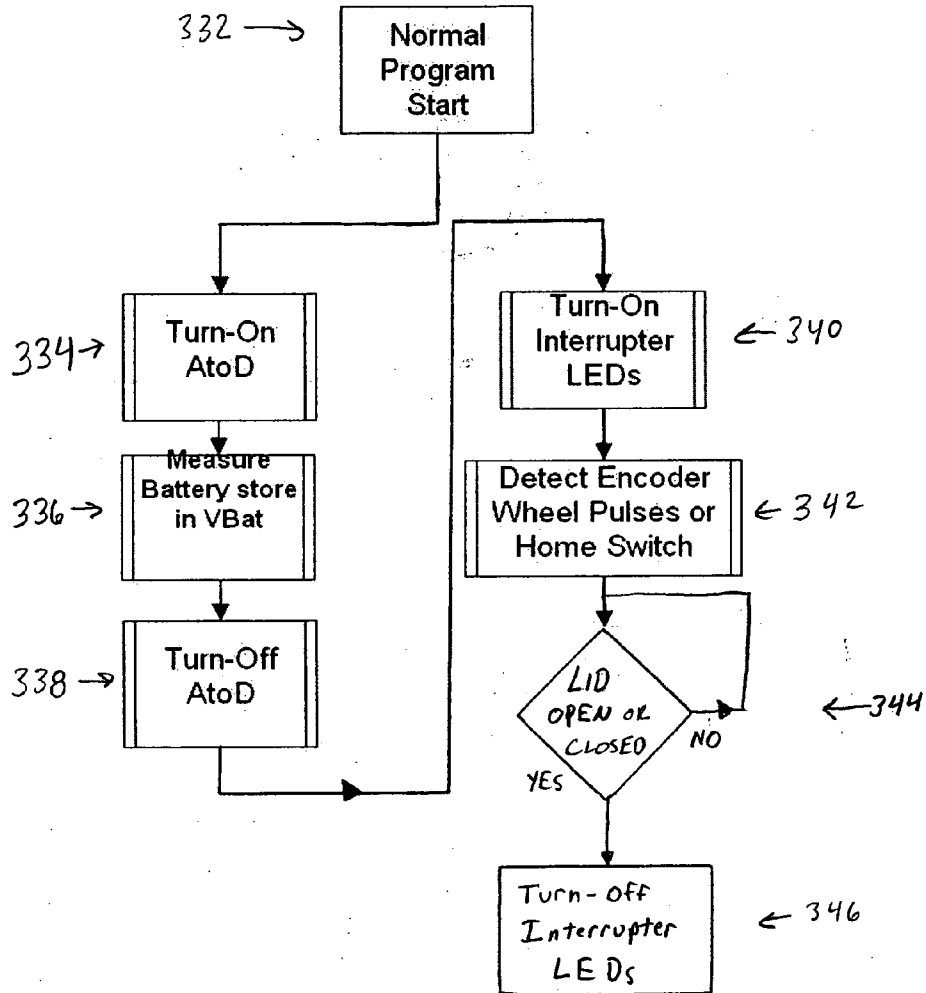 332
Normal
Program
Start
334
Turn-On
AtoD
336
Measure
Battery store
in VBat
338
Turn-Off
AtoD
Turn-On
Interrupter
LEDs
340
Detect Encoder
Wheel Pulses or
Home Switch
342
LID
OPEN OR
CLOSED
NO
YES
344
Turn-off
Interrupter
LEDs
346